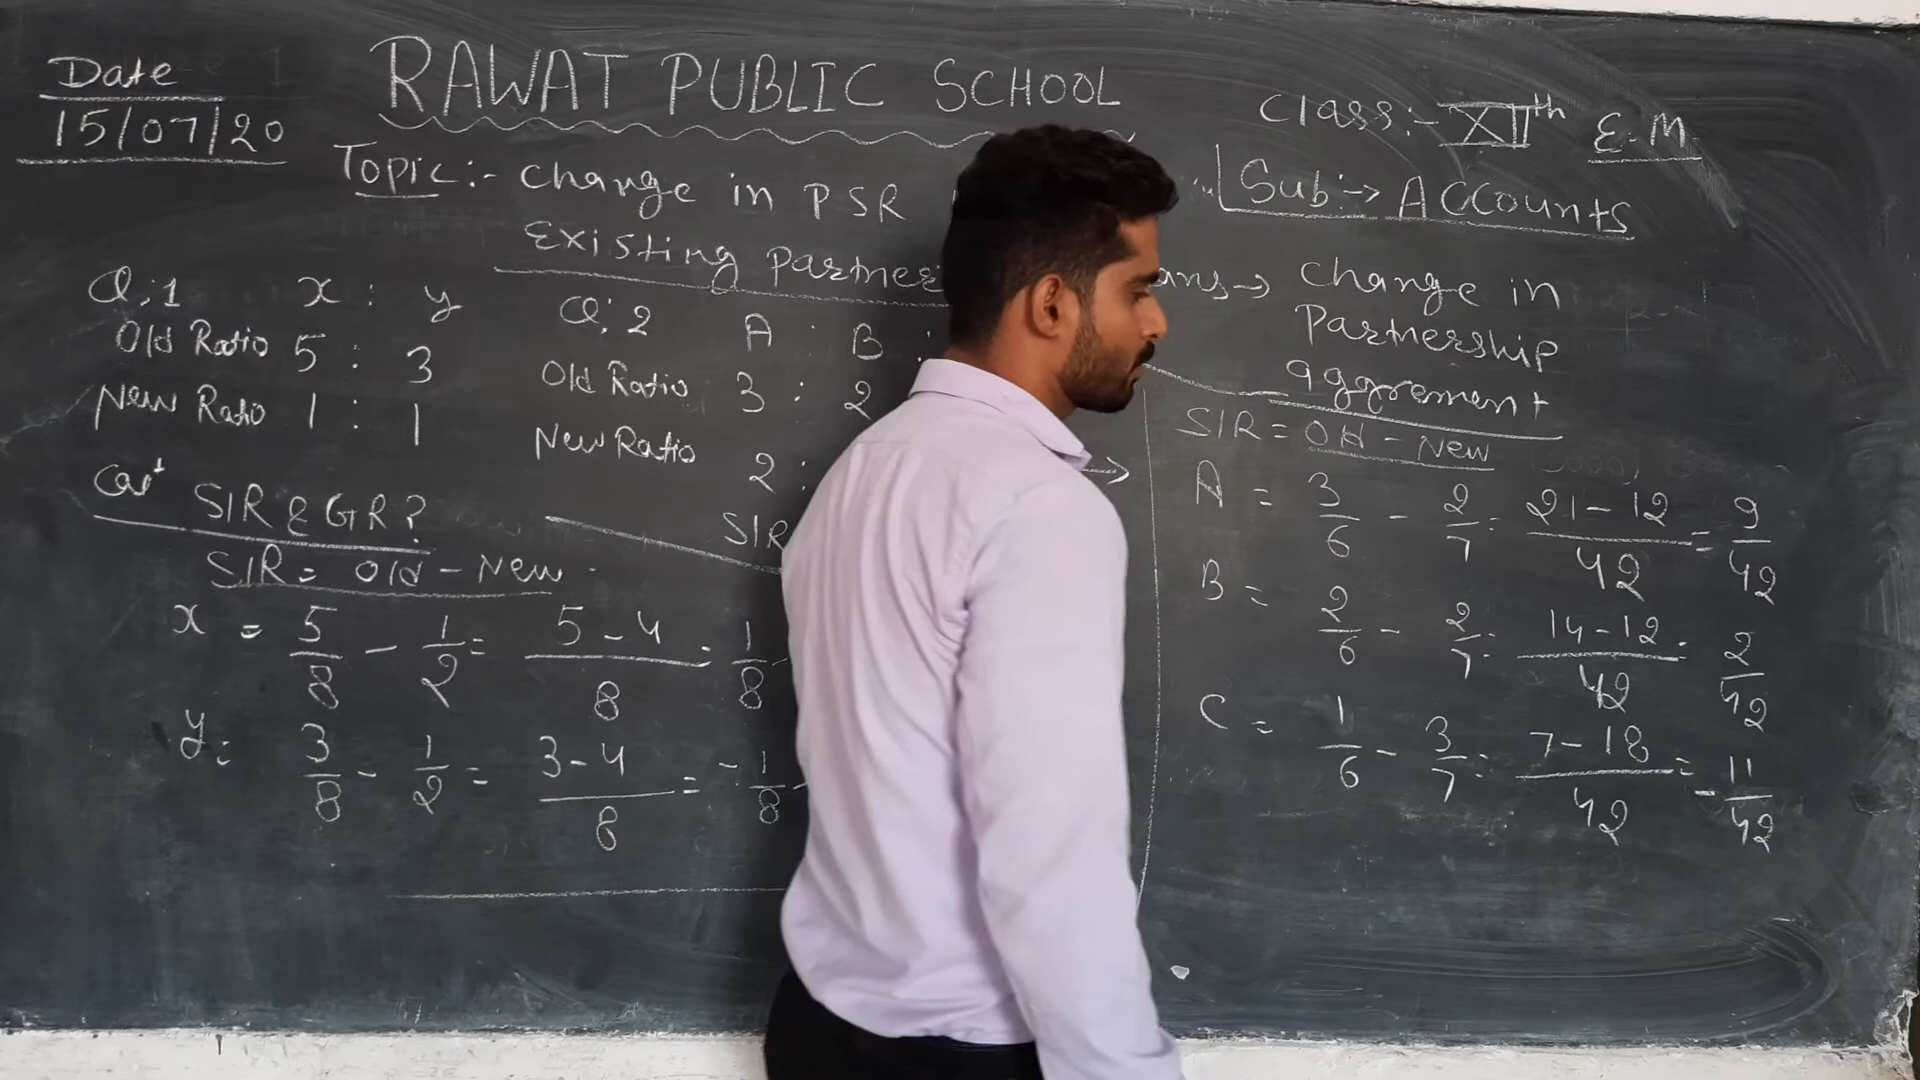 Date
15/07/20
RAWAT PUBLIC SCHOOL
Class:- XIIth E.M
Sub:-> Accounts
Topic:- Change in PSR
Existing Partner
Q.1 x : y
Old Ratio 5 : 3
New Ratio 1 : 1
Cal SIR & GR?
SIR = Old - New
x = 5/8 - 1/2 = 5-4/8 = 1/8
y = 3/8 - 1/2 = 3-4/8 = -1/8
Q.2 A : B :
Old Ratio 3 : 2
New Ratio 2 :
SIR
ans-> Change in
Partnership
aggrement
SIR = Old - New
A = 3/6 - 2/7 = 21-12/42 = 9/42
B = 2/6 - 2/7 = 14-12/42 = 2/42
C = 1/6 - 3/7 = 7-18/42 = -11/42